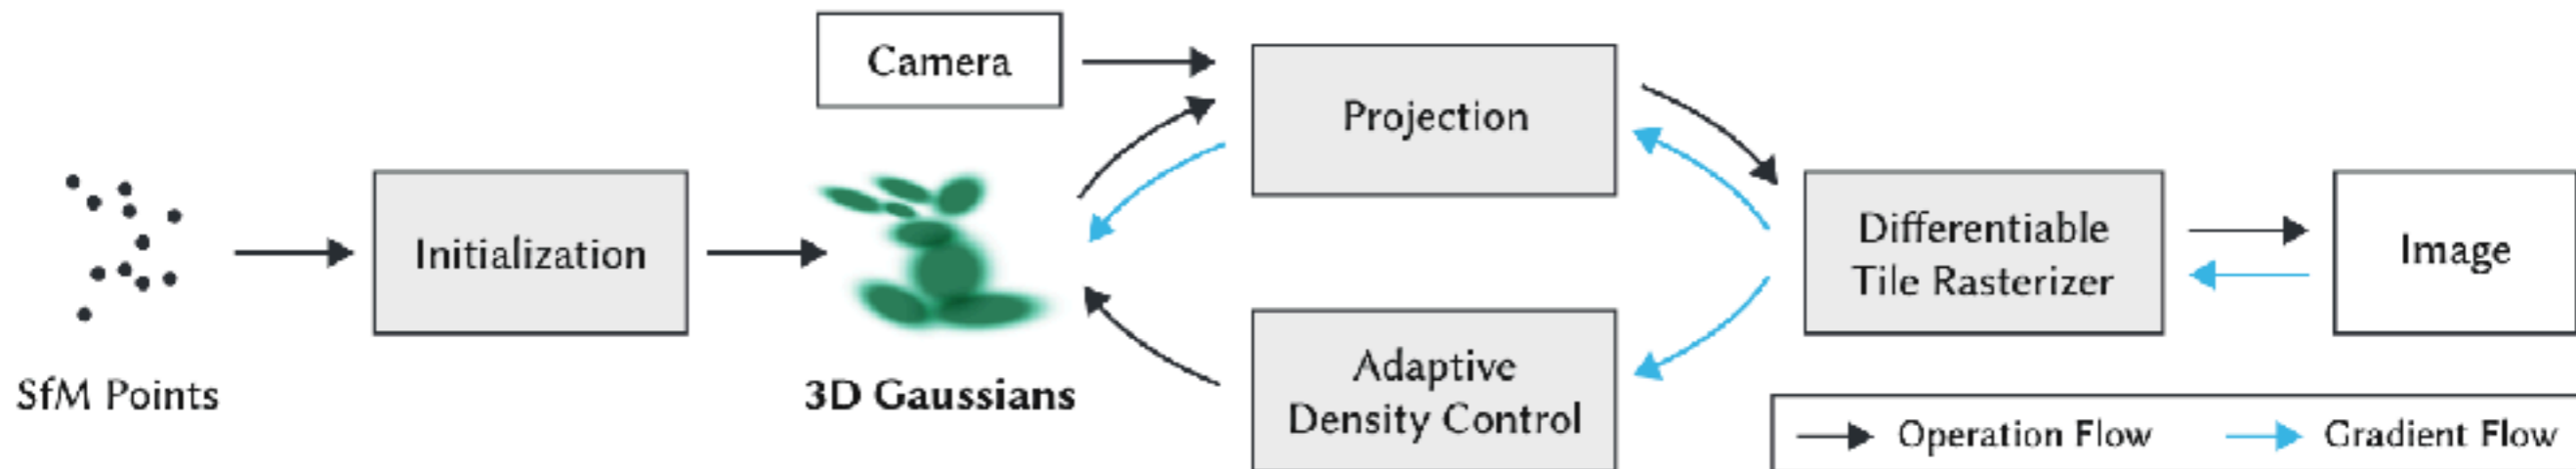 Camera
Projection
Initialization
Differentiable
Tile Rasterizer
Image
SfM Points
3D Gaussians
Adaptive
Density Control
Operation Flow
Gradient Flow